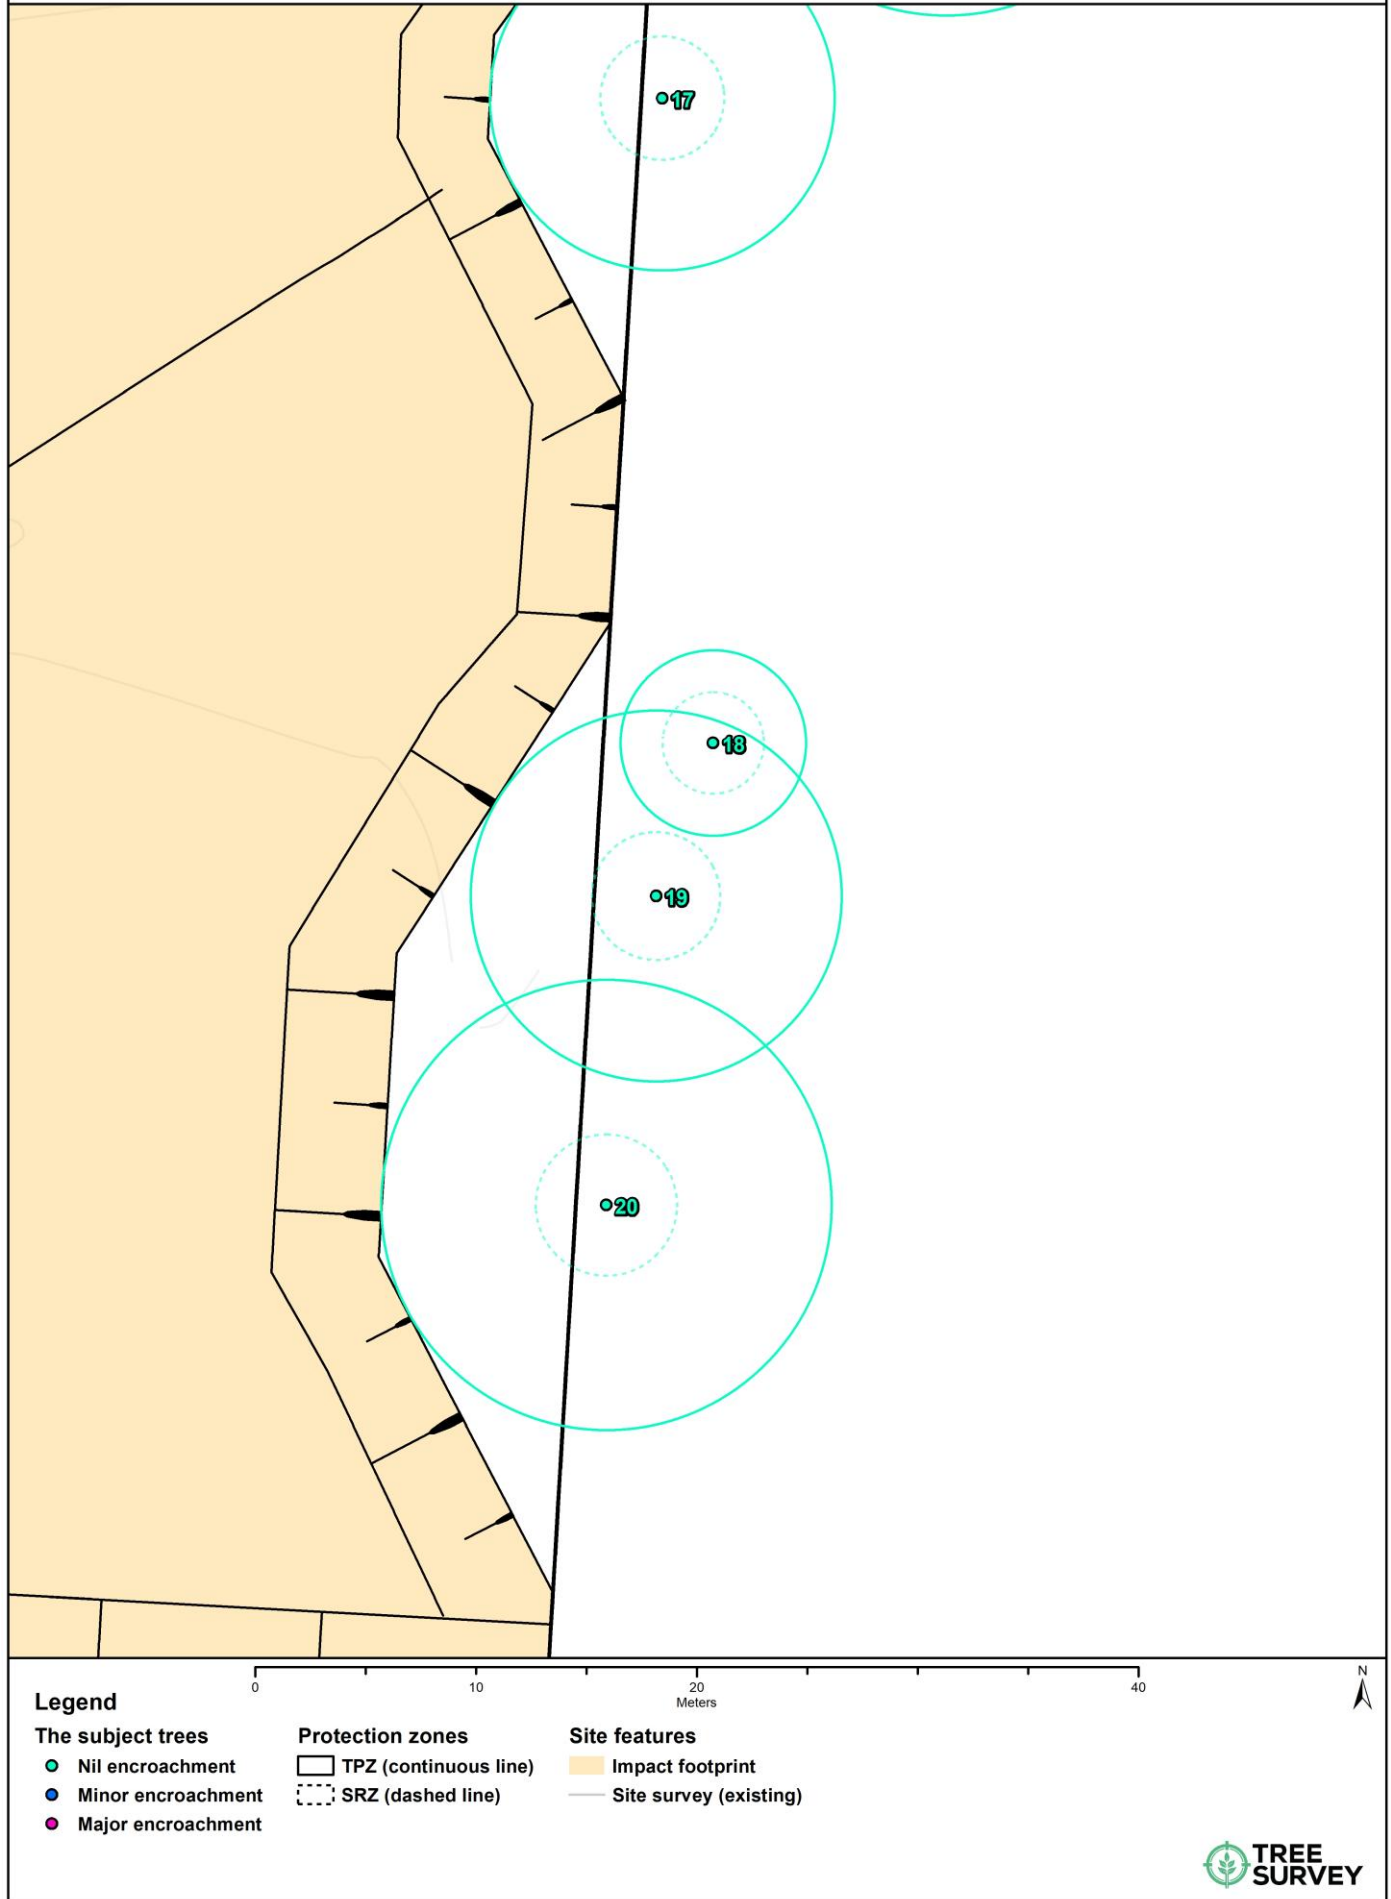 17
18
19
20
0 10 20 40
Meters
N
Legend
The subject trees
Nil encroachment
Minor encroachment
Major encroachment
Protection zones
TPZ (continuous line)
SRZ (dashed line)
Site features
Impact footprint
Site survey (existing)
TREE
SURVEY